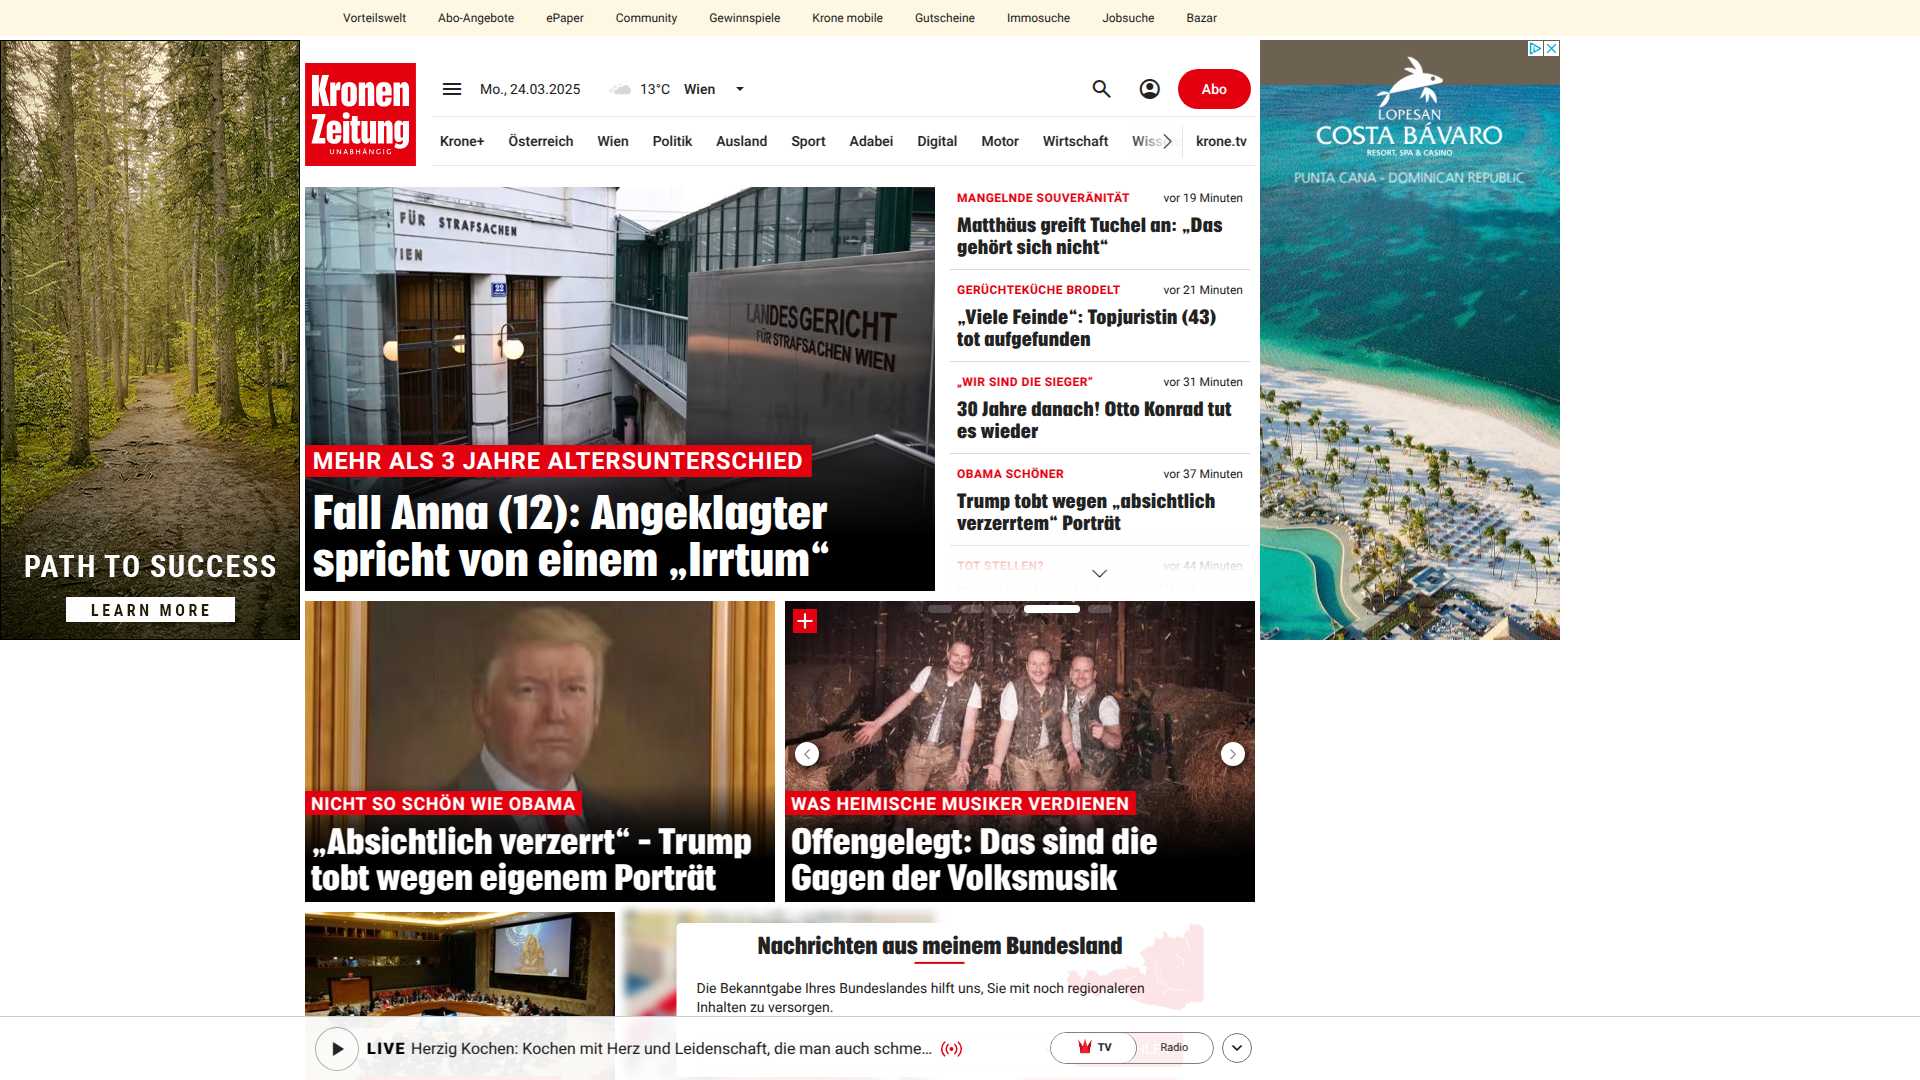 Vorteilswelt Abo-Angebote ePaper Community Gewinnspiele Krone mobile Gutscheine Immosuche Jobsuche Bazar
Kronen
Zeitung
UNABHÄNGIG
Mo., 24.03.2025 13°C Wien
Abo
Krone+ Österreich Wien Politik Ausland Sport Adabei Digital Motor Wirtschaft Wiss krone.tv
FÜR STRAFSACHEN
WIEN
22
LANDESGERICHT
FÜR STRAFSACHEN WIEN
MEHR ALS 3 JAHRE ALTERSUNTERSCHIED
Fall Anna (12): Angeklagter
spricht von einem „Irrtum“
MANGELNDE SOUVERÄNITÄT vor 19 Minuten
Matthäus greift Tuchel an: „Das
gehört sich nicht“
GERÜCHTEKÜCHE BRODELT vor 21 Minuten
„Viele Feinde“: Topjuristin (43)
tot aufgefunden
„WIR SIND DIE SIEGER“ vor 31 Minuten
30 Jahre danach! Otto Konrad tut
es wieder
OBAMA SCHÖNER vor 37 Minuten
Trump tobt wegen „absichtlich
verzerrtem“ Porträt
TOT STELLEN? vor 44 Minuten
PATH TO SUCCESS
LEARN MORE
LOPESAN
COSTA BÁVARO
RESORT, SPA & CASINO
PUNTA CANA - DOMINICAN REPUBLIC
NICHT SO SCHÖN WIE OBAMA
„Absichtlich verzerrt“ – Trump
tobt wegen eigenem Porträt
WAS HEIMISCHE MUSIKER VERDIENEN
Offengelegt: Das sind die
Gagen der Volksmusik
Nachrichten aus meinem Bundesland
Die Bekanntgabe Ihres Bundeslandes hilft uns, Sie mit noch regionaleren
Inhalten zu versorgen.
LIVE Herzig Kochen: Kochen mit Herz und Leidenschaft, die man auch schme...
TV Radio